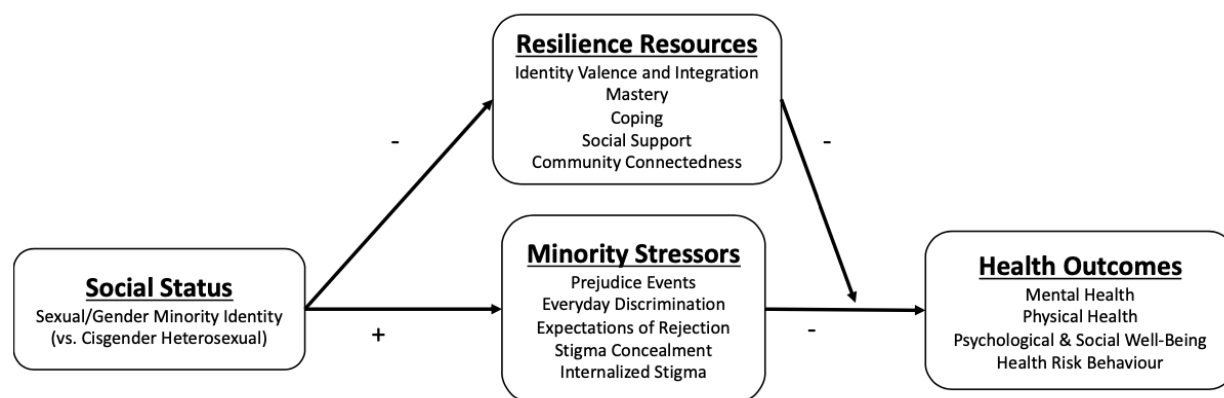 Resilience Resources
Identity Valence and Integration
Mastery
Coping
Social Support
Community Connectedness
-
-
Social Status
Sexual/Gender Minority Identity
(vs. Cisgender Heterosexual)
+
Minority Stressors
Prejudice Events
Everyday Discrimination
Expectations of Rejection
Stigma Concealment
Internalized Stigma
-
Health Outcomes
Mental Health
Physical Health
Psychological & Social Well-Being
Health Risk Behaviour